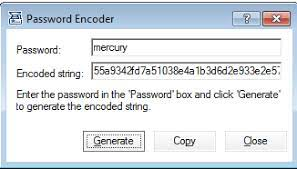 Password Encoder
Password: mercury
Encoded string: 55a9342fd7a51038e4a1b3d6d2e933e2e57
Enter the password in the 'Password' box and click 'Generate'
to generate the encoded string.
Generate Copy Close